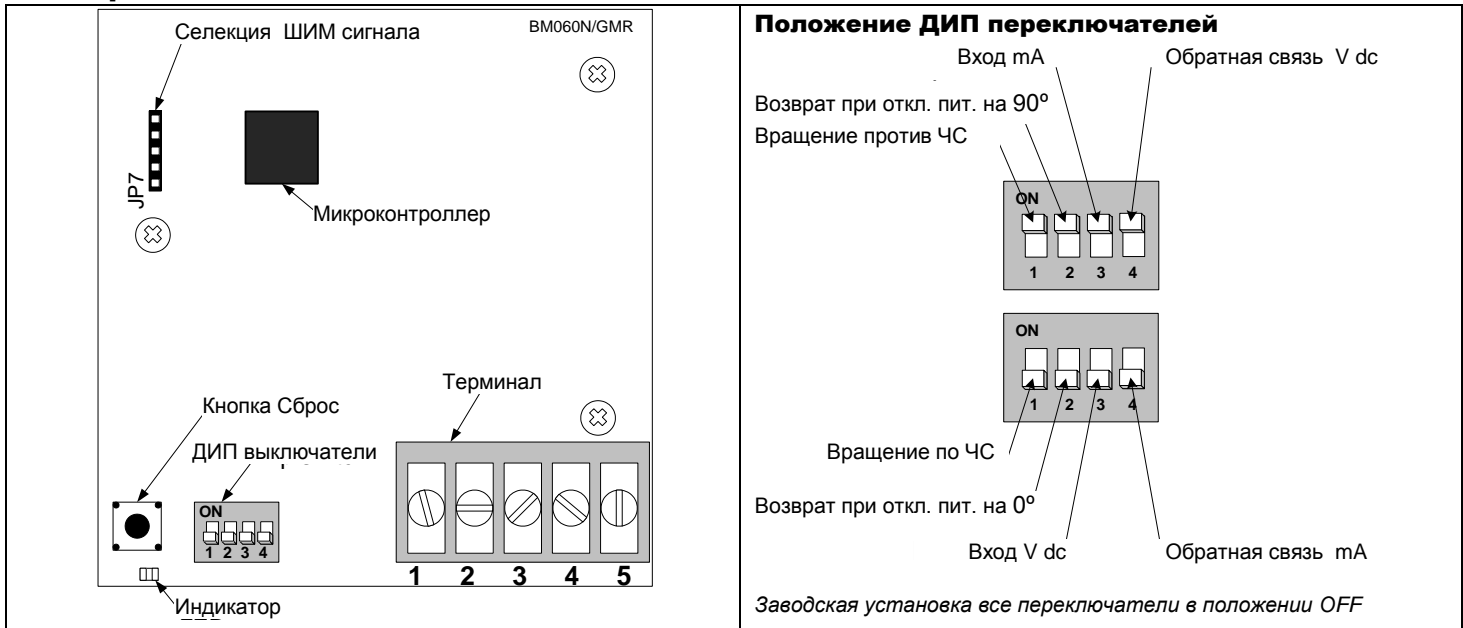 Селекция ШИМ сигнала
BM060N/GMR
JP7
Микроконтроллер
Терминал
Кнопка Сброс
ДИП выключатели
ON
1 2 3 4
1 2 3 4 5
Индикатор
Положение ДИП переключателей
Вход mA
Обратная связь V dc
Возврат при откл. пит. на 90º
Вращение против ЧС
ON
1 2 3 4
ON
1 2 3 4
Вращение по ЧС
Возврат при откл. пит. на 0º
Вход V dc
Обратная связь mA
Заводская установка все переключатели в положении OFF